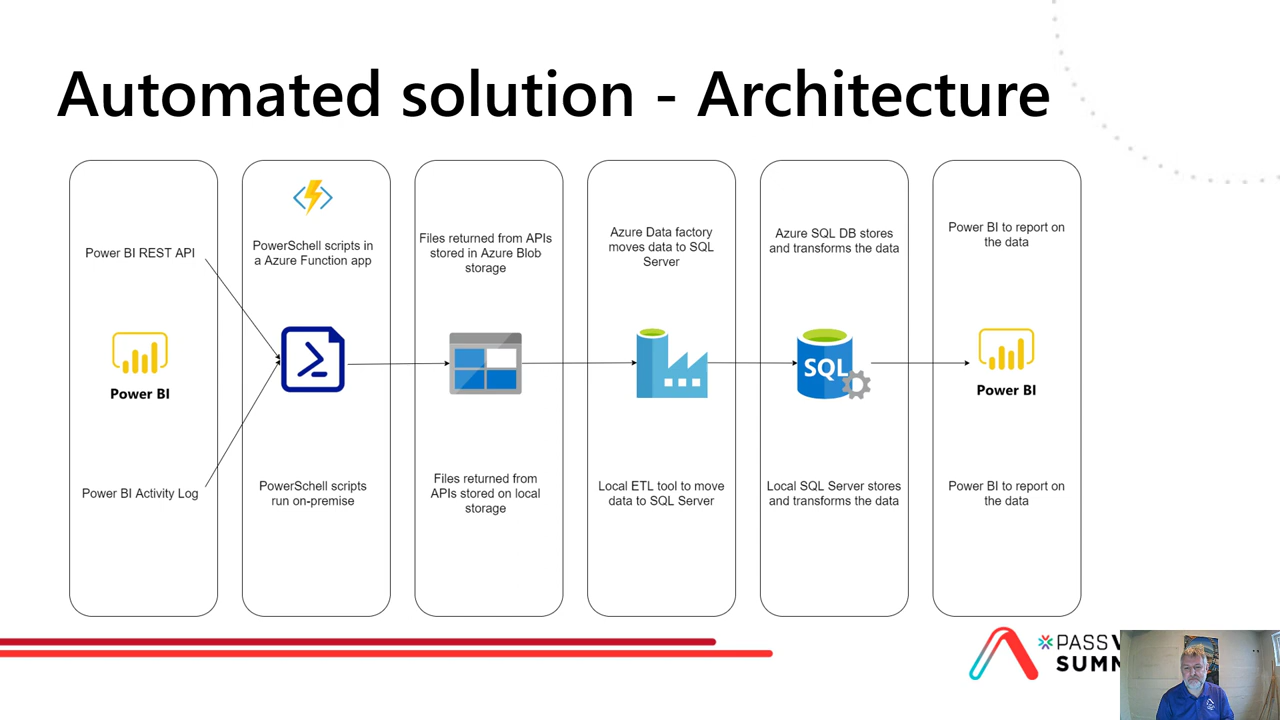 Automated solution - Architecture
Power BI REST API
Power BI
Power BI Activity Log
PowerSchell scripts in
a Azure Function app
PowerSchell scripts
run on-premise
Files returned from APIs
stored in Azure Blob
storage
Files returned from
APIs stored on local
storage
Azure Data factory
moves data to SQL
Server
Local ETL tool to move
data to SQL Server
Azure SQL DB stores
and transforms the data
SQL
Local SQL Server stores
and transforms the data
Power BI to report on
the data
Power BI
Power BI to report on
the data
PASS